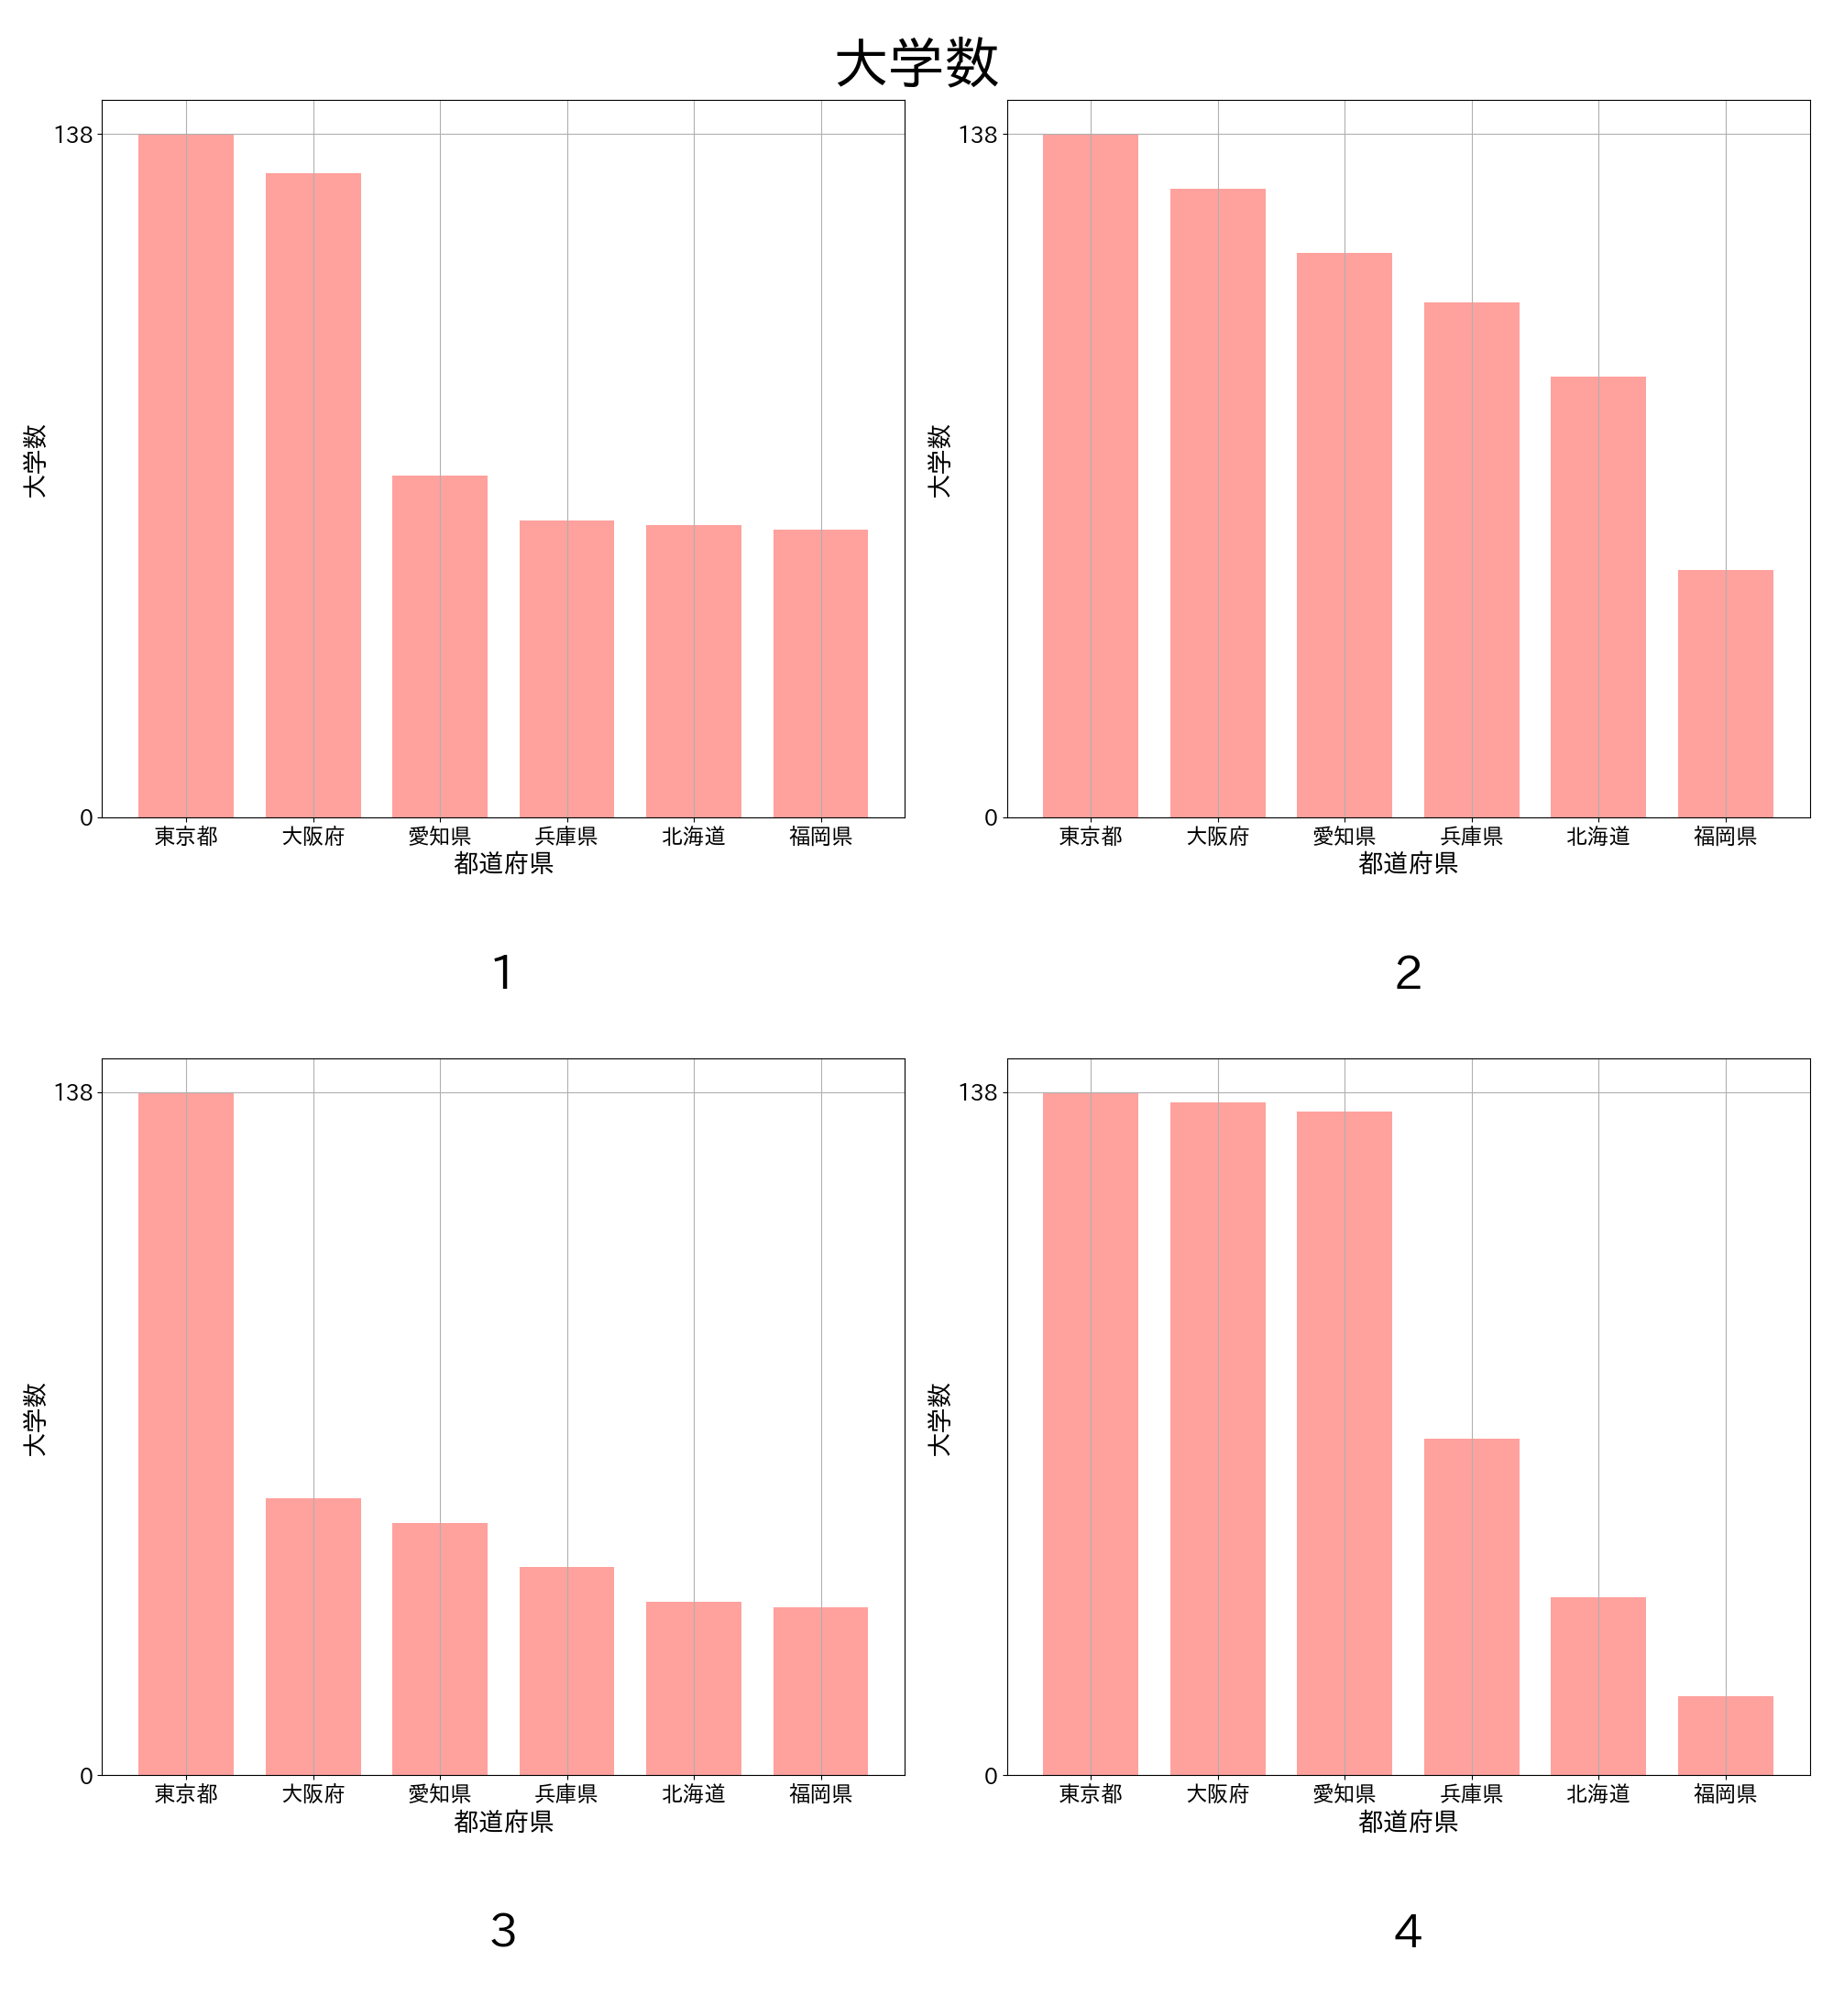 大学数
138
0
大学数
東京都 大阪府 愛知県 兵庫県 北海道 福岡県
都道府県
1
138
0
大学数
東京都 大阪府 愛知県 兵庫県 北海道 福岡県
都道府県
2
138
0
大学数
東京都 大阪府 愛知県 兵庫県 北海道 福岡県
都道府県
3
138
0
大学数
東京都 大阪府 愛知県 兵庫県 北海道 福岡県
都道府県
4